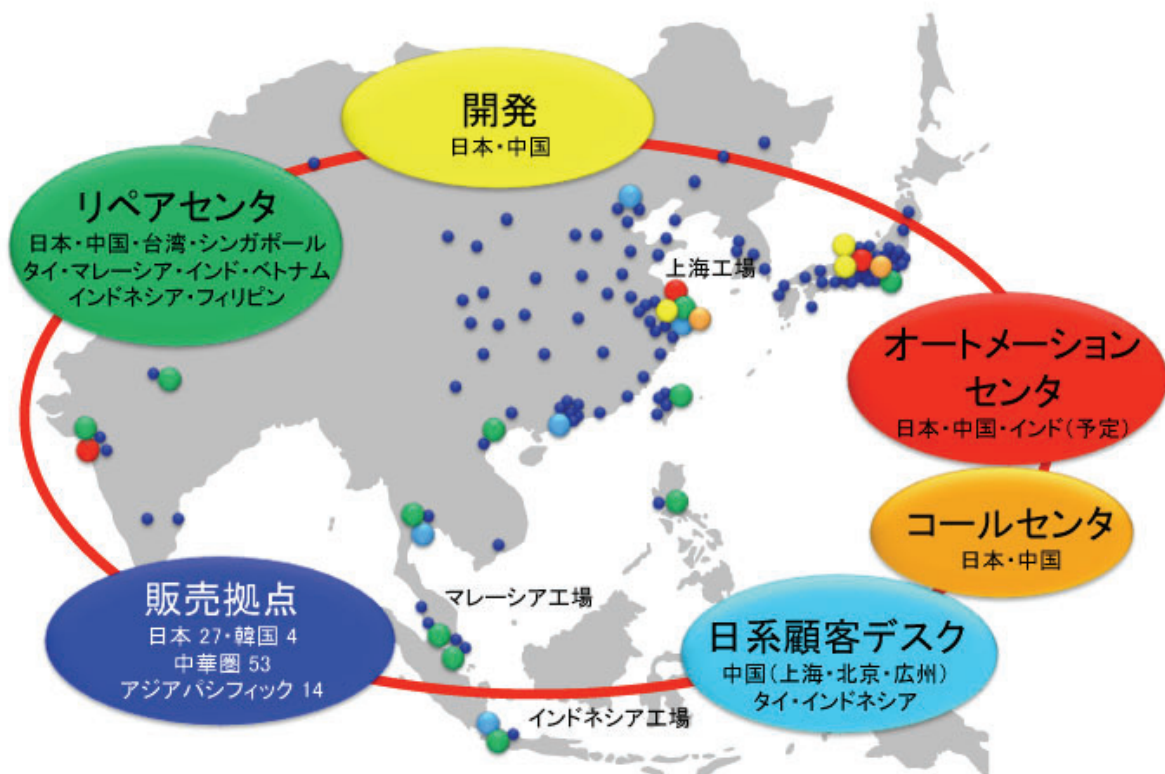 開発
日本・中国
リペアセンタ
日本・中国・台湾・シンガポール
タイ・マレーシア・インド・ベトナム
インドネシア・フィリピン
上海工場
オートメーション
センタ
日本・中国・インド(予定)
コールセンタ
日本・中国
販売拠点
日本 27・韓国 4
中華圏 53
アジアパシフィック 14
マレーシア工場
日系顧客デスク
中国(上海・北京・広州)
タイ・インドネシア
インドネシア工場